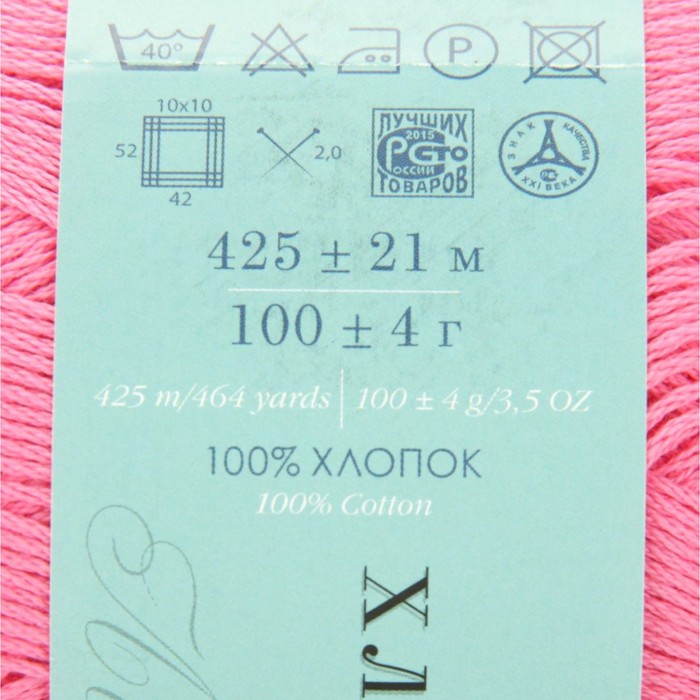 40°
P
10x10
52
2,0
42
ЛУЧШИХ
2015
РОССИИ СТО
ТОВАРОВ
ЗНАК КАЧЕСТВА
XXI ВЕКА
425 ± 21 м
100 ± 4 г
425 m/464 yards | 100 ± 4 g/3,5 OZ
100% ХЛОПОК
100% Cotton